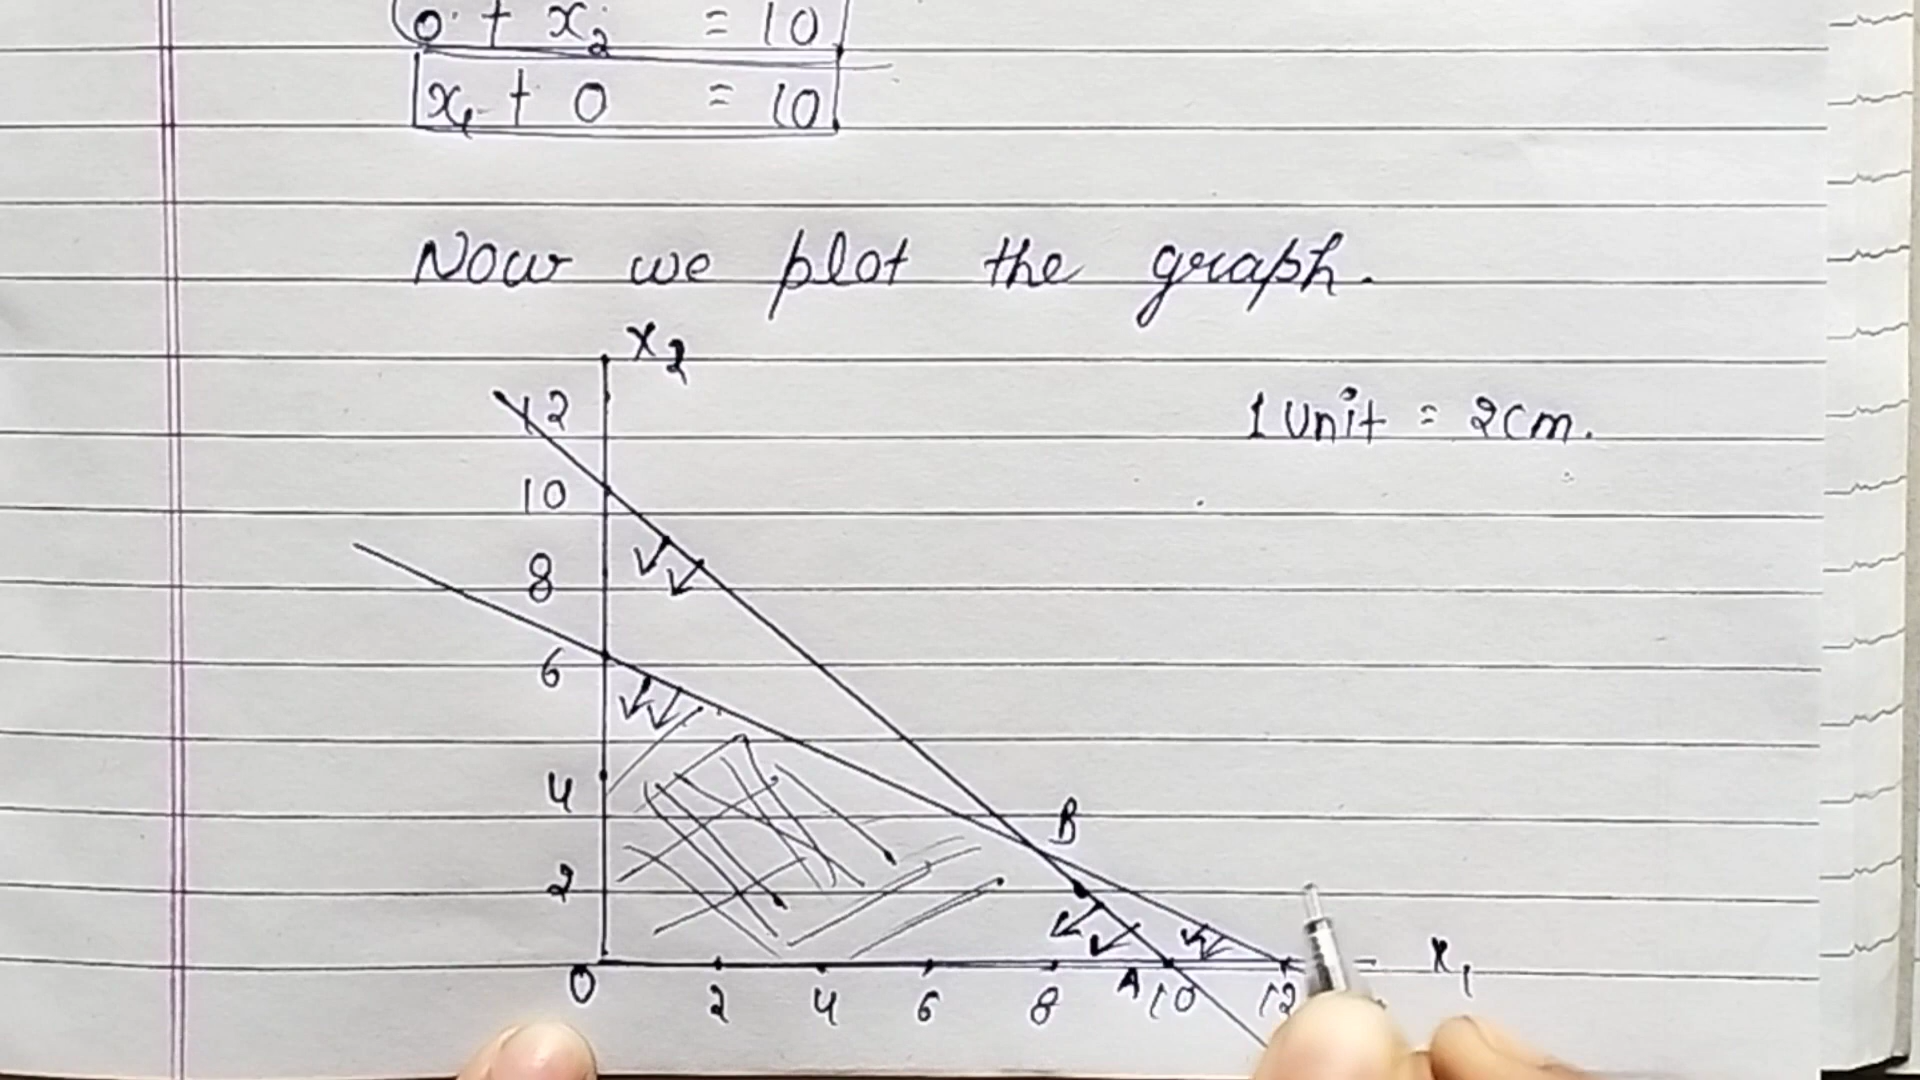 0 + x₂ = 10
x₁ + 0 = 10
Now we plot the graph.
X₂
1 Unit = 2cm.
12
10
8
6
4
2
B
A
X₁
0 2 4 6 8 10 12